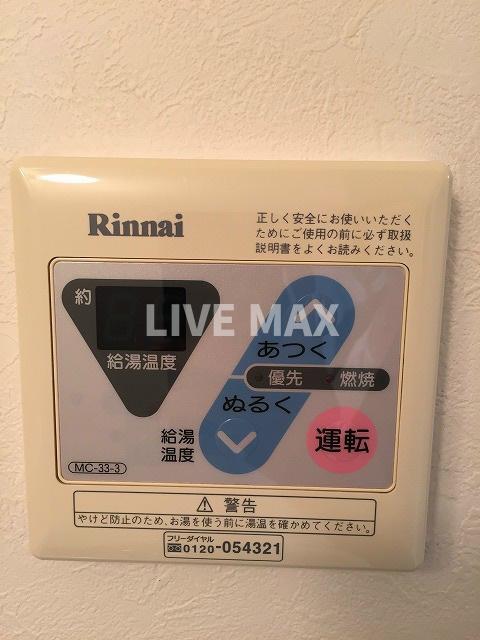 Rinnai
正しく安全にお使いいただく
ためにご使用の前に必ず取扱
説明書をよくお読みください。
約
LIVE MAX
給湯温度
あつく
優先 燃焼
ぬるく
給湯
温度
運転
MC-33-3
警告
やけど防止のため、お湯を使う前に湯温を確かめてください。
フリーダイヤル
0120-054321